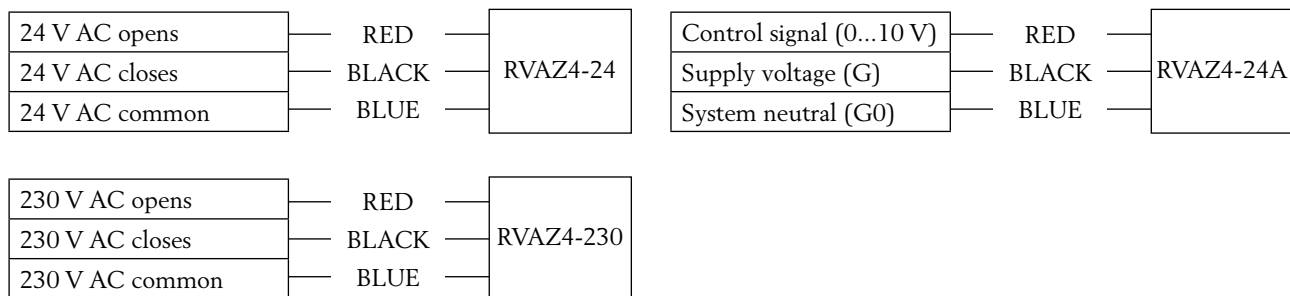 24 V AC opens RED
24 V AC closes BLACK RVAZ4-24
24 V AC common BLUE
Control signal (0...10 V) RED
Supply voltage (G) BLACK RVAZ4-24A
System neutral (G0) BLUE
230 V AC opens RED
230 V AC closes BLACK RVAZ4-230
230 V AC common BLUE